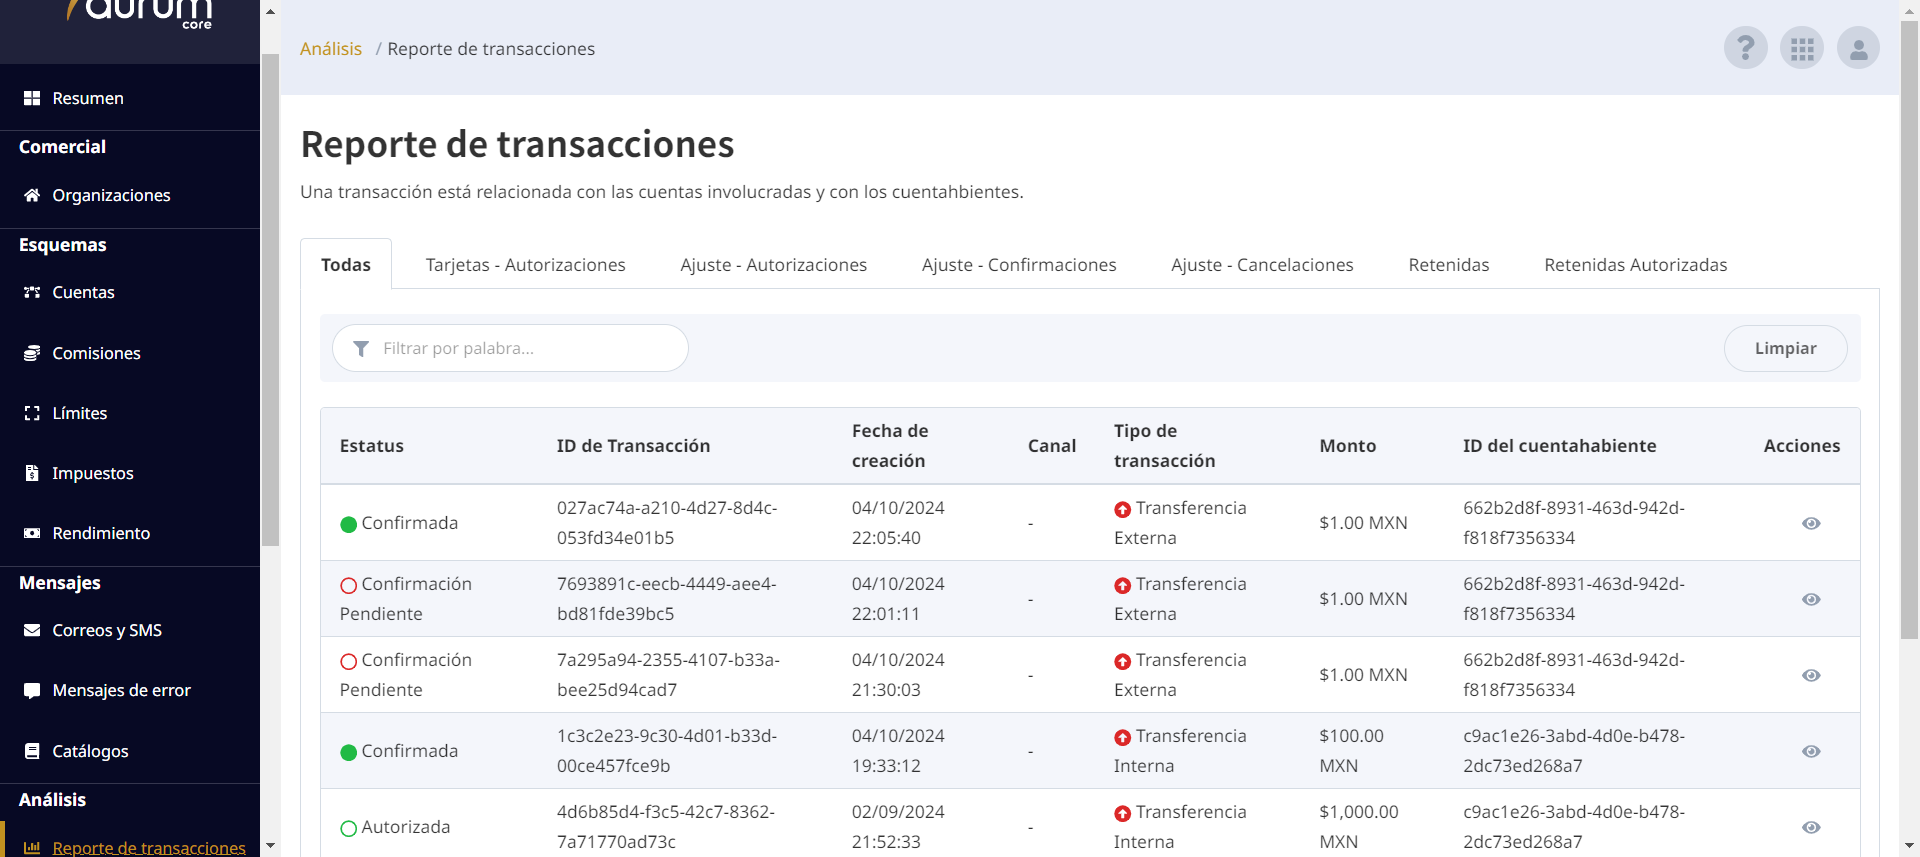 aurum
core
Resumen
Comercial
Organizaciones
Esquemas
Cuentas
Comisiones
Límites
Impuestos
Rendimiento
Mensajes
Correos y SMS
Mensajes de error
Catálogos
Análisis
Reporte de transacciones
Análisis / Reporte de transacciones
?
Reporte de transacciones
Una transacción está relacionada con las cuentas involucradas y con los cuentahbientes.
Todas Tarjetas - Autorizaciones Ajuste - Autorizaciones Ajuste - Confirmaciones Ajuste - Cancelaciones Retenidas Retenidas Autorizadas
Filtrar por palabra... Limpiar
Estatus ID de Transacción Fecha de creación Canal Tipo de transacción Monto ID del cuentahabiente Acciones
Confirmada 027ac74a-a210-4d27-8d4c- 04/10/2024 - Transferencia $1.00 MXN 662b2d8f-8931-463d-942d-
053fd34e01b5 22:05:40 Externa f818f7356334
Confirmación 7693891c-eecb-4449-aee4- 04/10/2024 - Transferencia $1.00 MXN 662b2d8f-8931-463d-942d-
Pendiente bd81fde39bc5 22:01:11 Externa f818f7356334
Confirmación 7a295a94-2355-4107-b33a- 04/10/2024 - Transferencia $1.00 MXN 662b2d8f-8931-463d-942d-
Pendiente bee25d94cad7 21:30:03 Externa f818f7356334
Confirmada 1c3c2e23-9c30-4d01-b33d- 04/10/2024 - Transferencia $100.00 c9ac1e26-3abd-4d0e-b478-
00ce457fce9b 19:33:12 Interna MXN 2dc73ed268a7
Autorizada 4d6b85d4-f3c5-42c7-8362- 02/09/2024 - Transferencia $1,000.00 c9ac1e26-3abd-4d0e-b478-
7a71770ad73c 21:52:33 Interna MXN 2dc73ed268a7